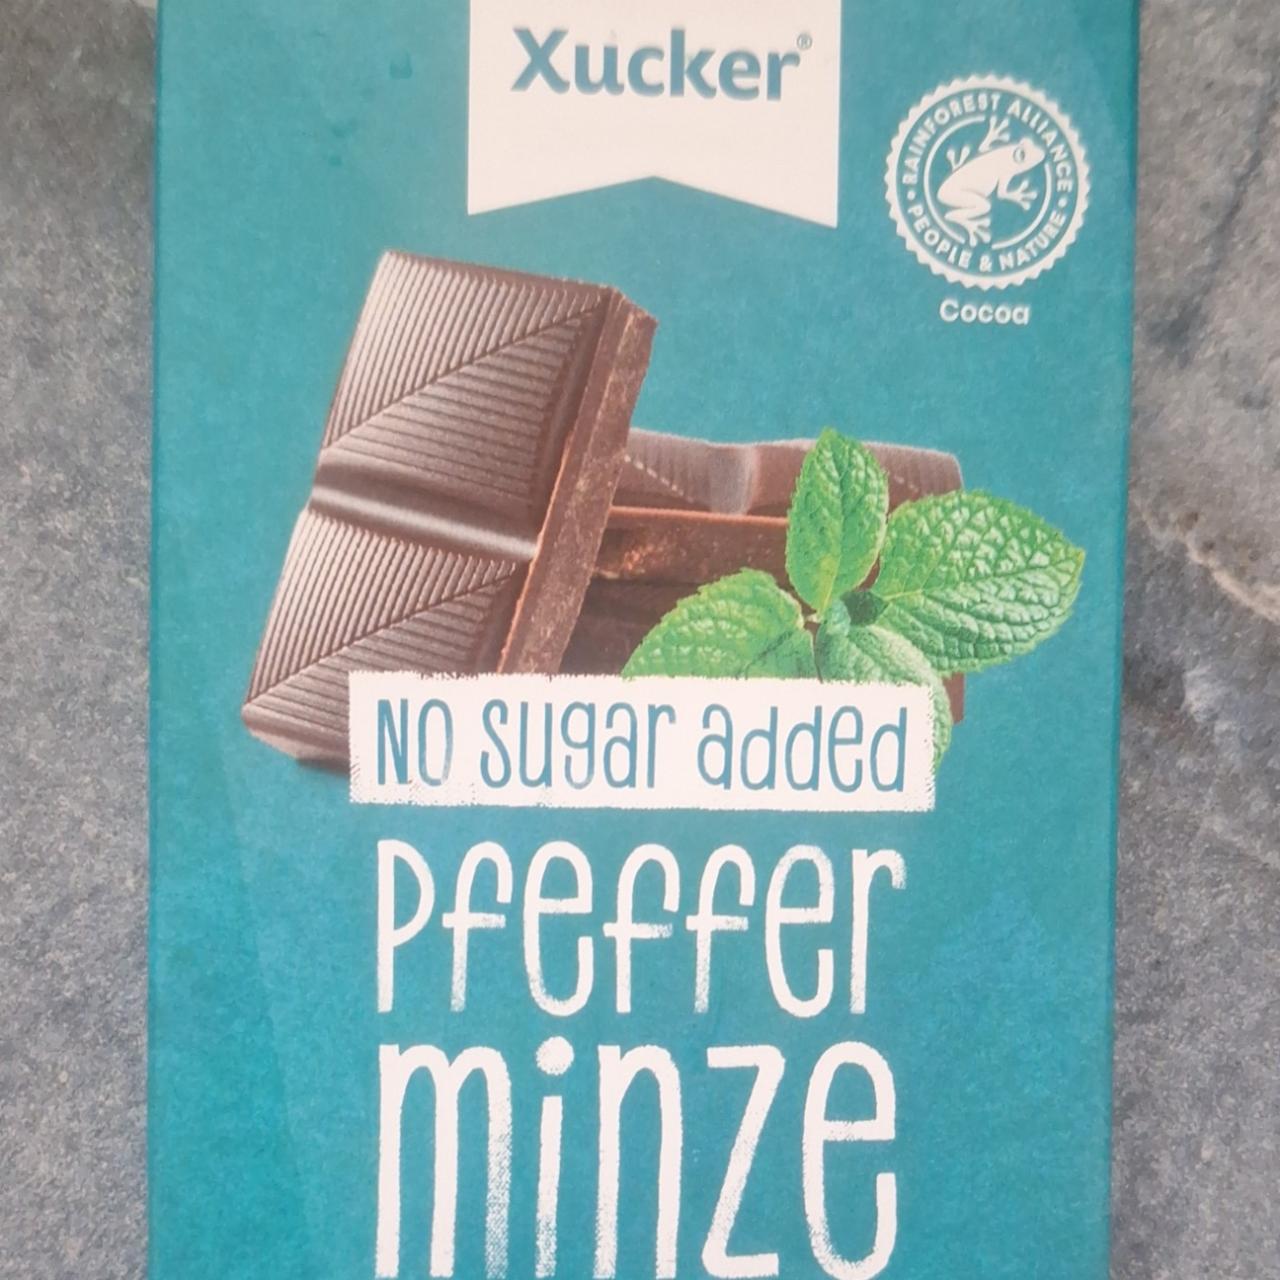 Xucker®
RAINFOREST ALLIANCE
• PEOPLE & NATURE •
Cocoa
No sugar added
Pfeffer
minze